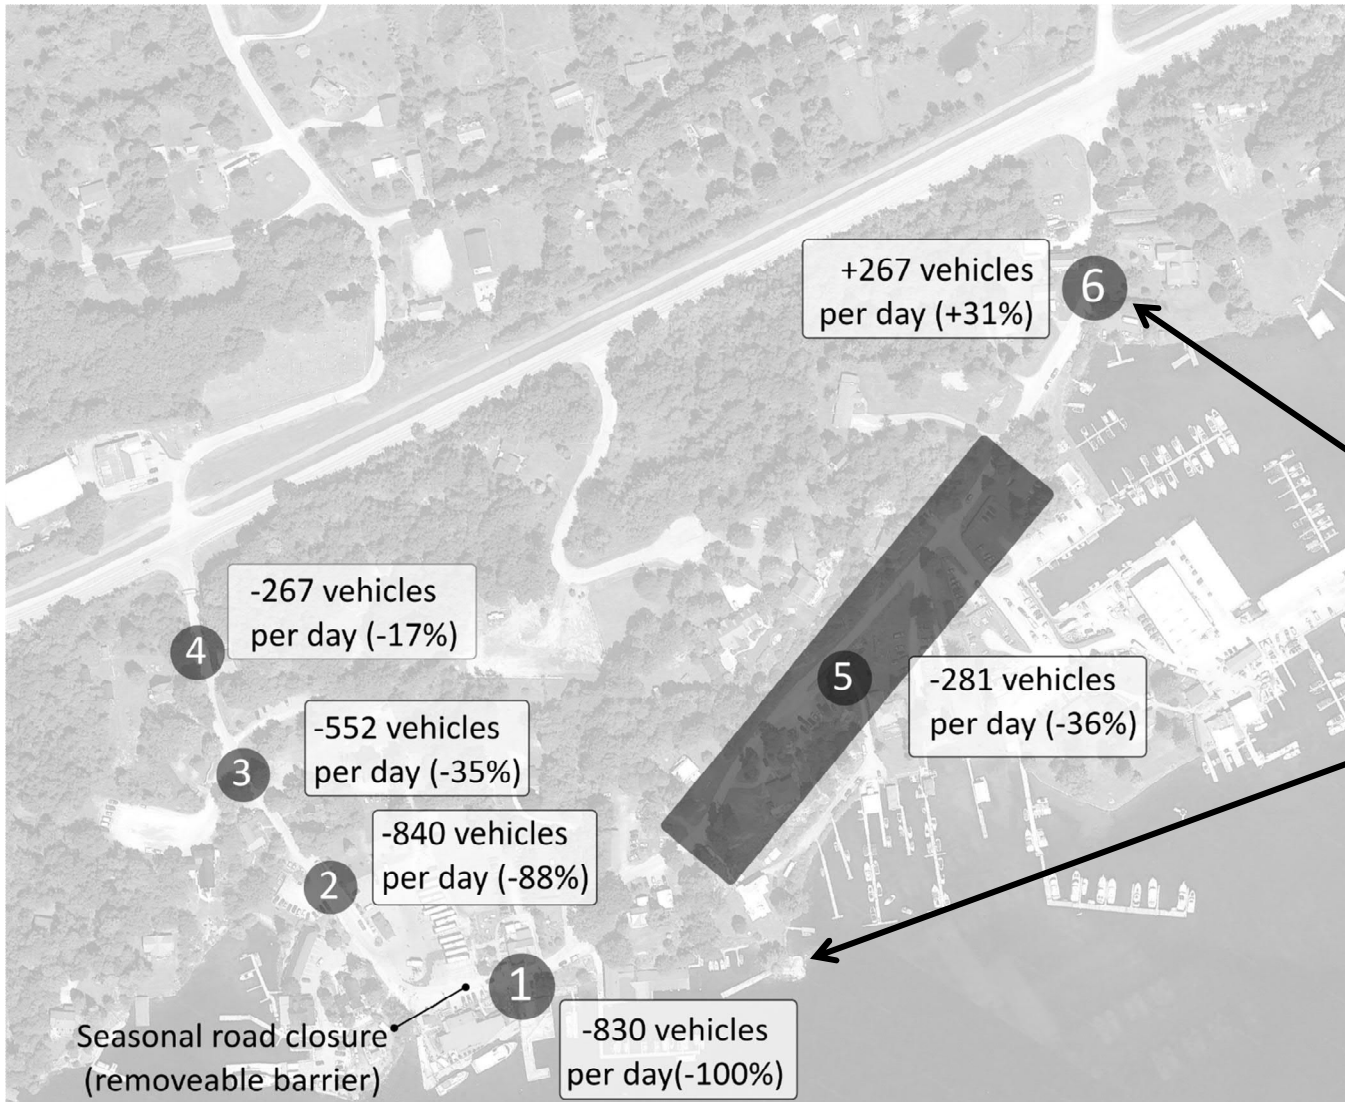 +267 vehicles
per day (+31%)
6
-267 vehicles
per day (-17%)
4
5
-281 vehicles
per day (-36%)
-552 vehicles
per day (-35%)
3
-840 vehicles
per day (-88%)
2
1
Seasonal road closure
(removeable barrier)
-830 vehicles
per day(-100%)